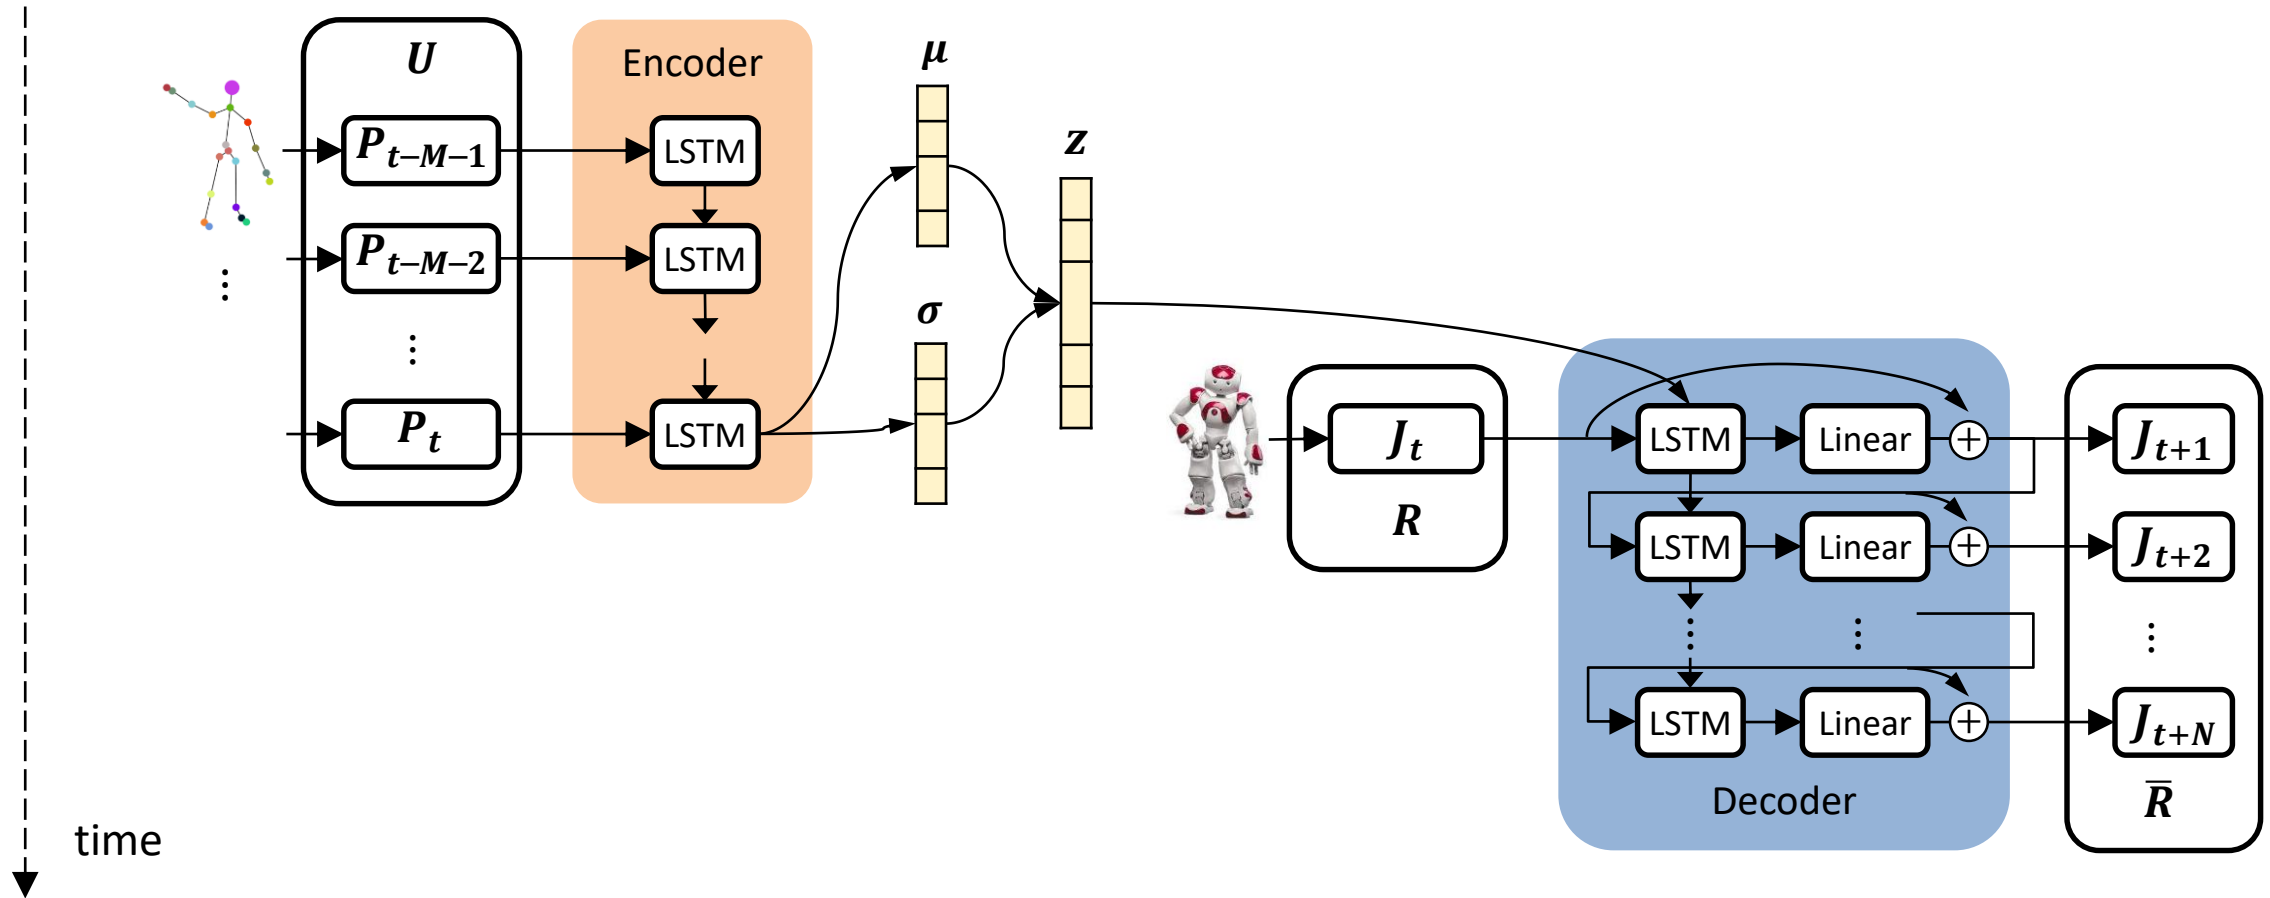 U
Encoder
P_{t−M−1}
LSTM
P_{t−M−2}
LSTM
⋮
⋮
P_t
LSTM
μ
σ
z
J_t
R
LSTM
Linear
+
J_{t+1}
LSTM
Linear
+
J_{t+2}
⋮
⋮
⋮
LSTM
Linear
+
J_{t+N}
Decoder
R̅
time